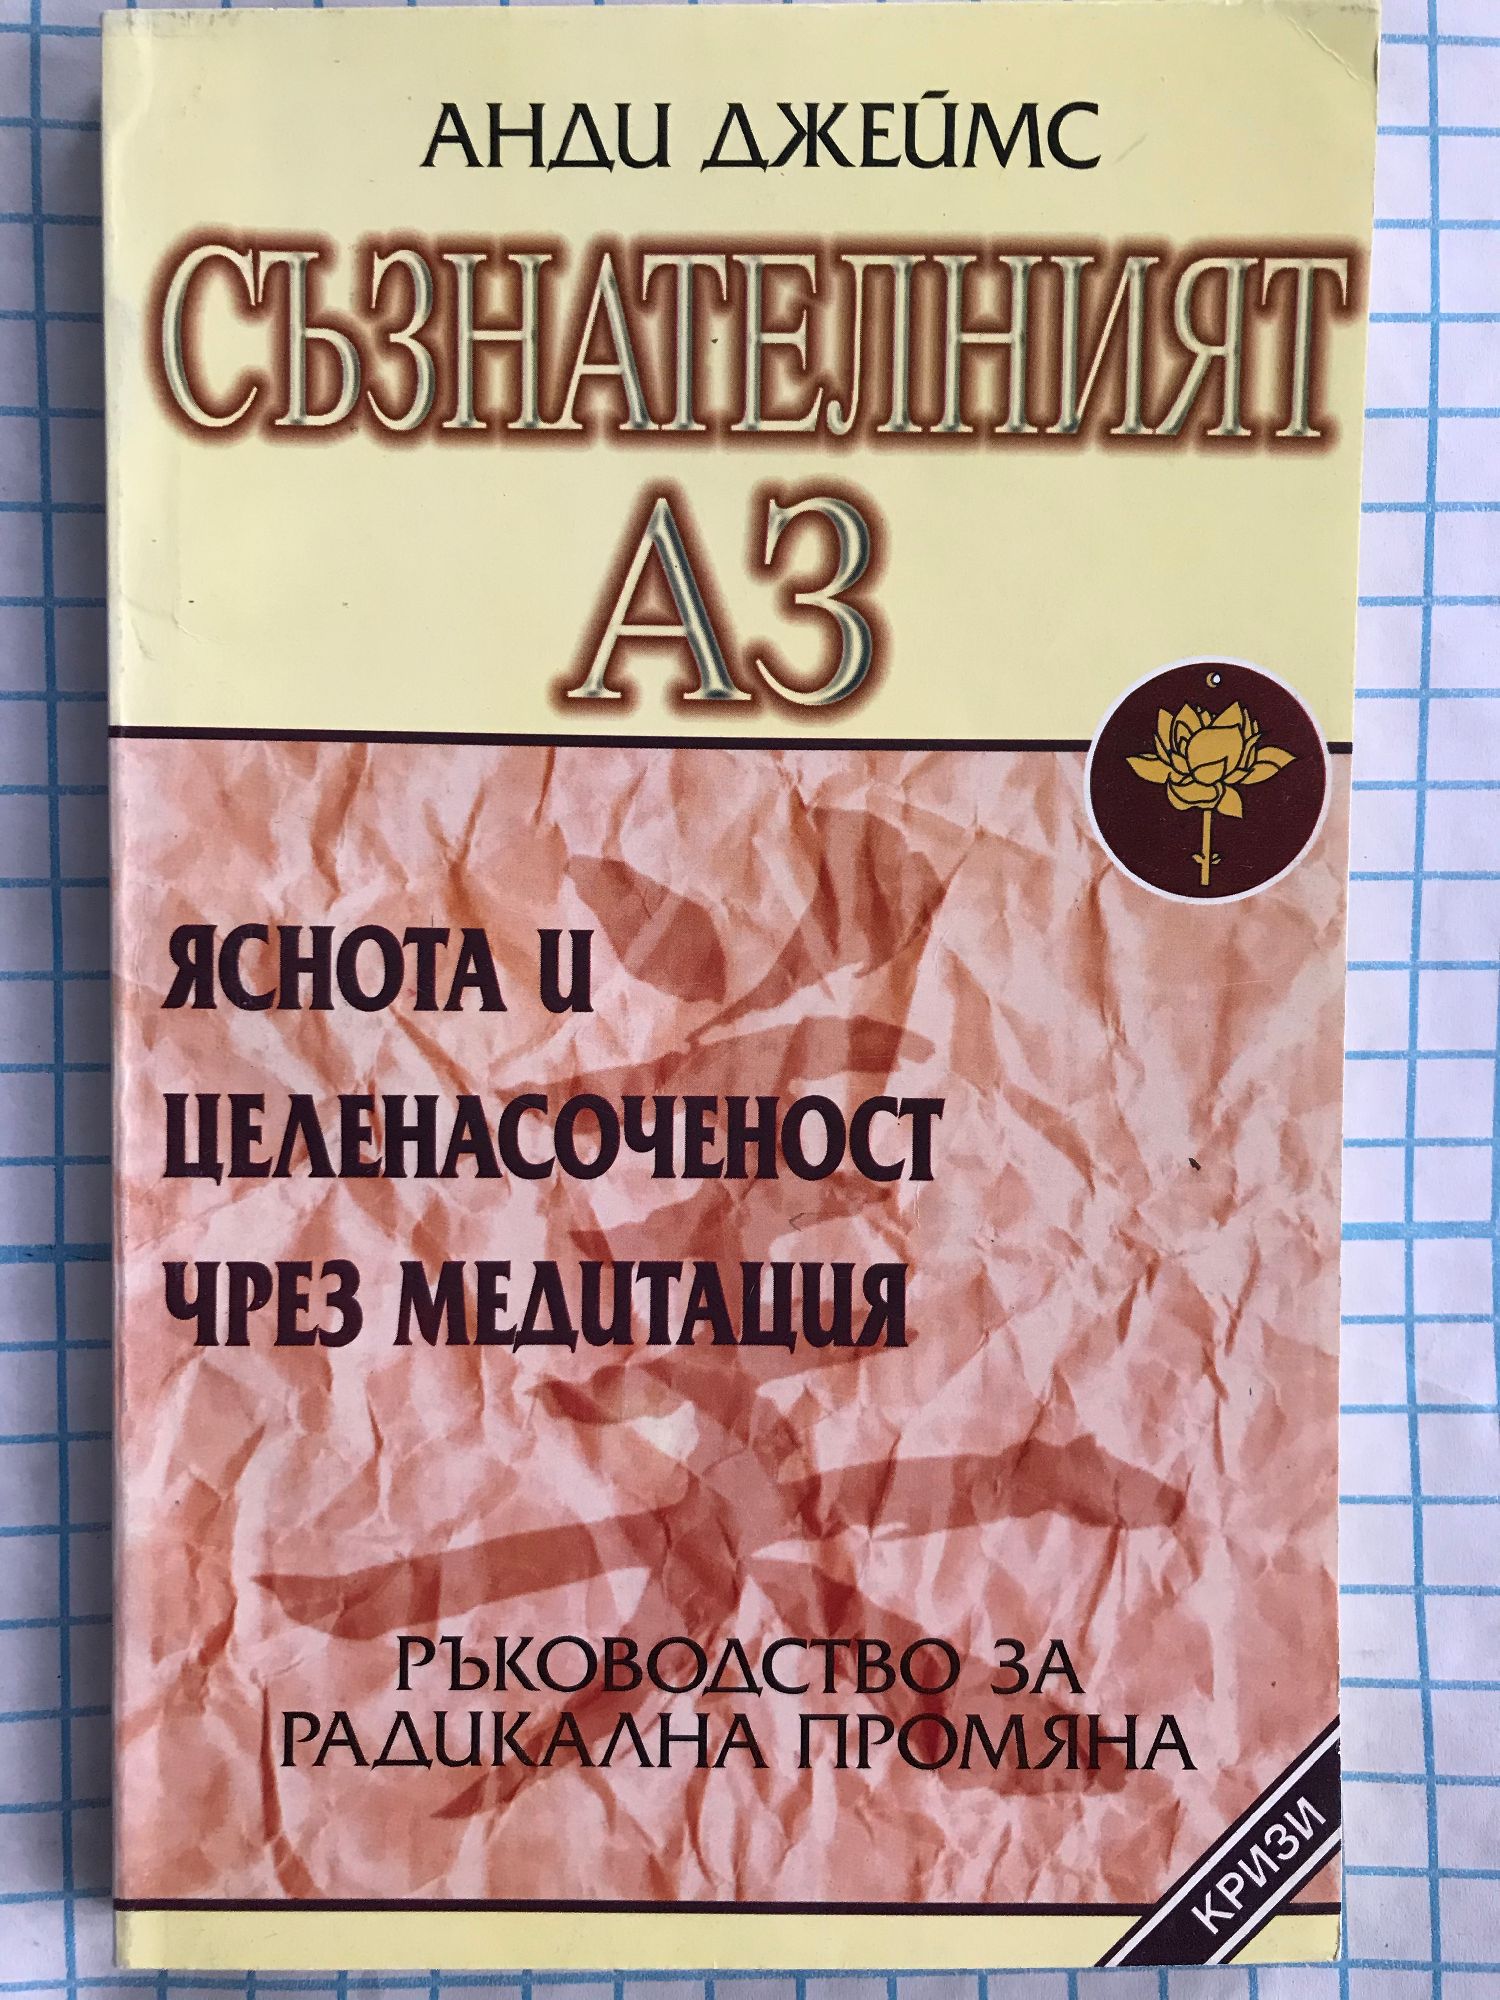 АНДИ ДЖЕЙМС
СЪЗНАТЕЛНИЯТ
АЗ
ЯСНОТА И
ЦЕЛЕНАСОЧЕНОСТ
ЧРЕЗ МЕДИТАЦИЯ
РЪКОВОДСТВО ЗА
РАДИКАЛНА ПРОМЯНА
КРИЗИ